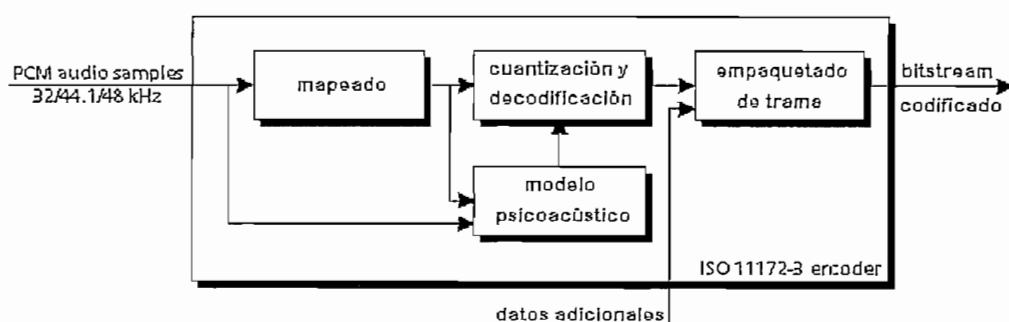 PCM audio samples
32/44.1/48 kHz
mapeado
cuantización y
decodificación
empaquetado
de trama
bitstream
codificado
modelo
psicoacústico
ISO 11172-3 encoder
datos adicionales